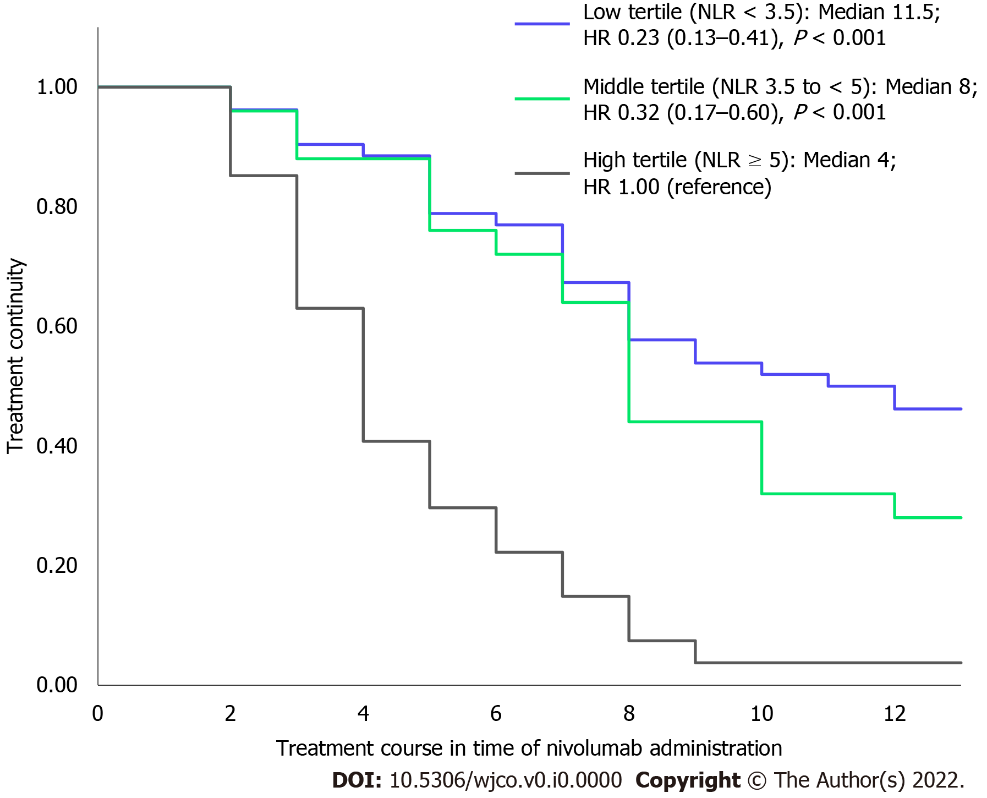 Low tertile (NLR < 3.5): Median 11.5;
HR 0.23 (0.13–0.41), P < 0.001
Middle tertile (NLR 3.5 to < 5): Median 8;
HR 0.32 (0.17–0.60), P < 0.001
High tertile (NLR ≥ 5): Median 4;
HR 1.00 (reference)
Treatment continuity
1.00
0.80
0.60
0.40
0.20
0.00
0 2 4 6 8 10 12
Treatment course in time of nivolumab administration
DOI: 10.5306/wjco.v0.i0.0000 Copyright © The Author(s) 2022.